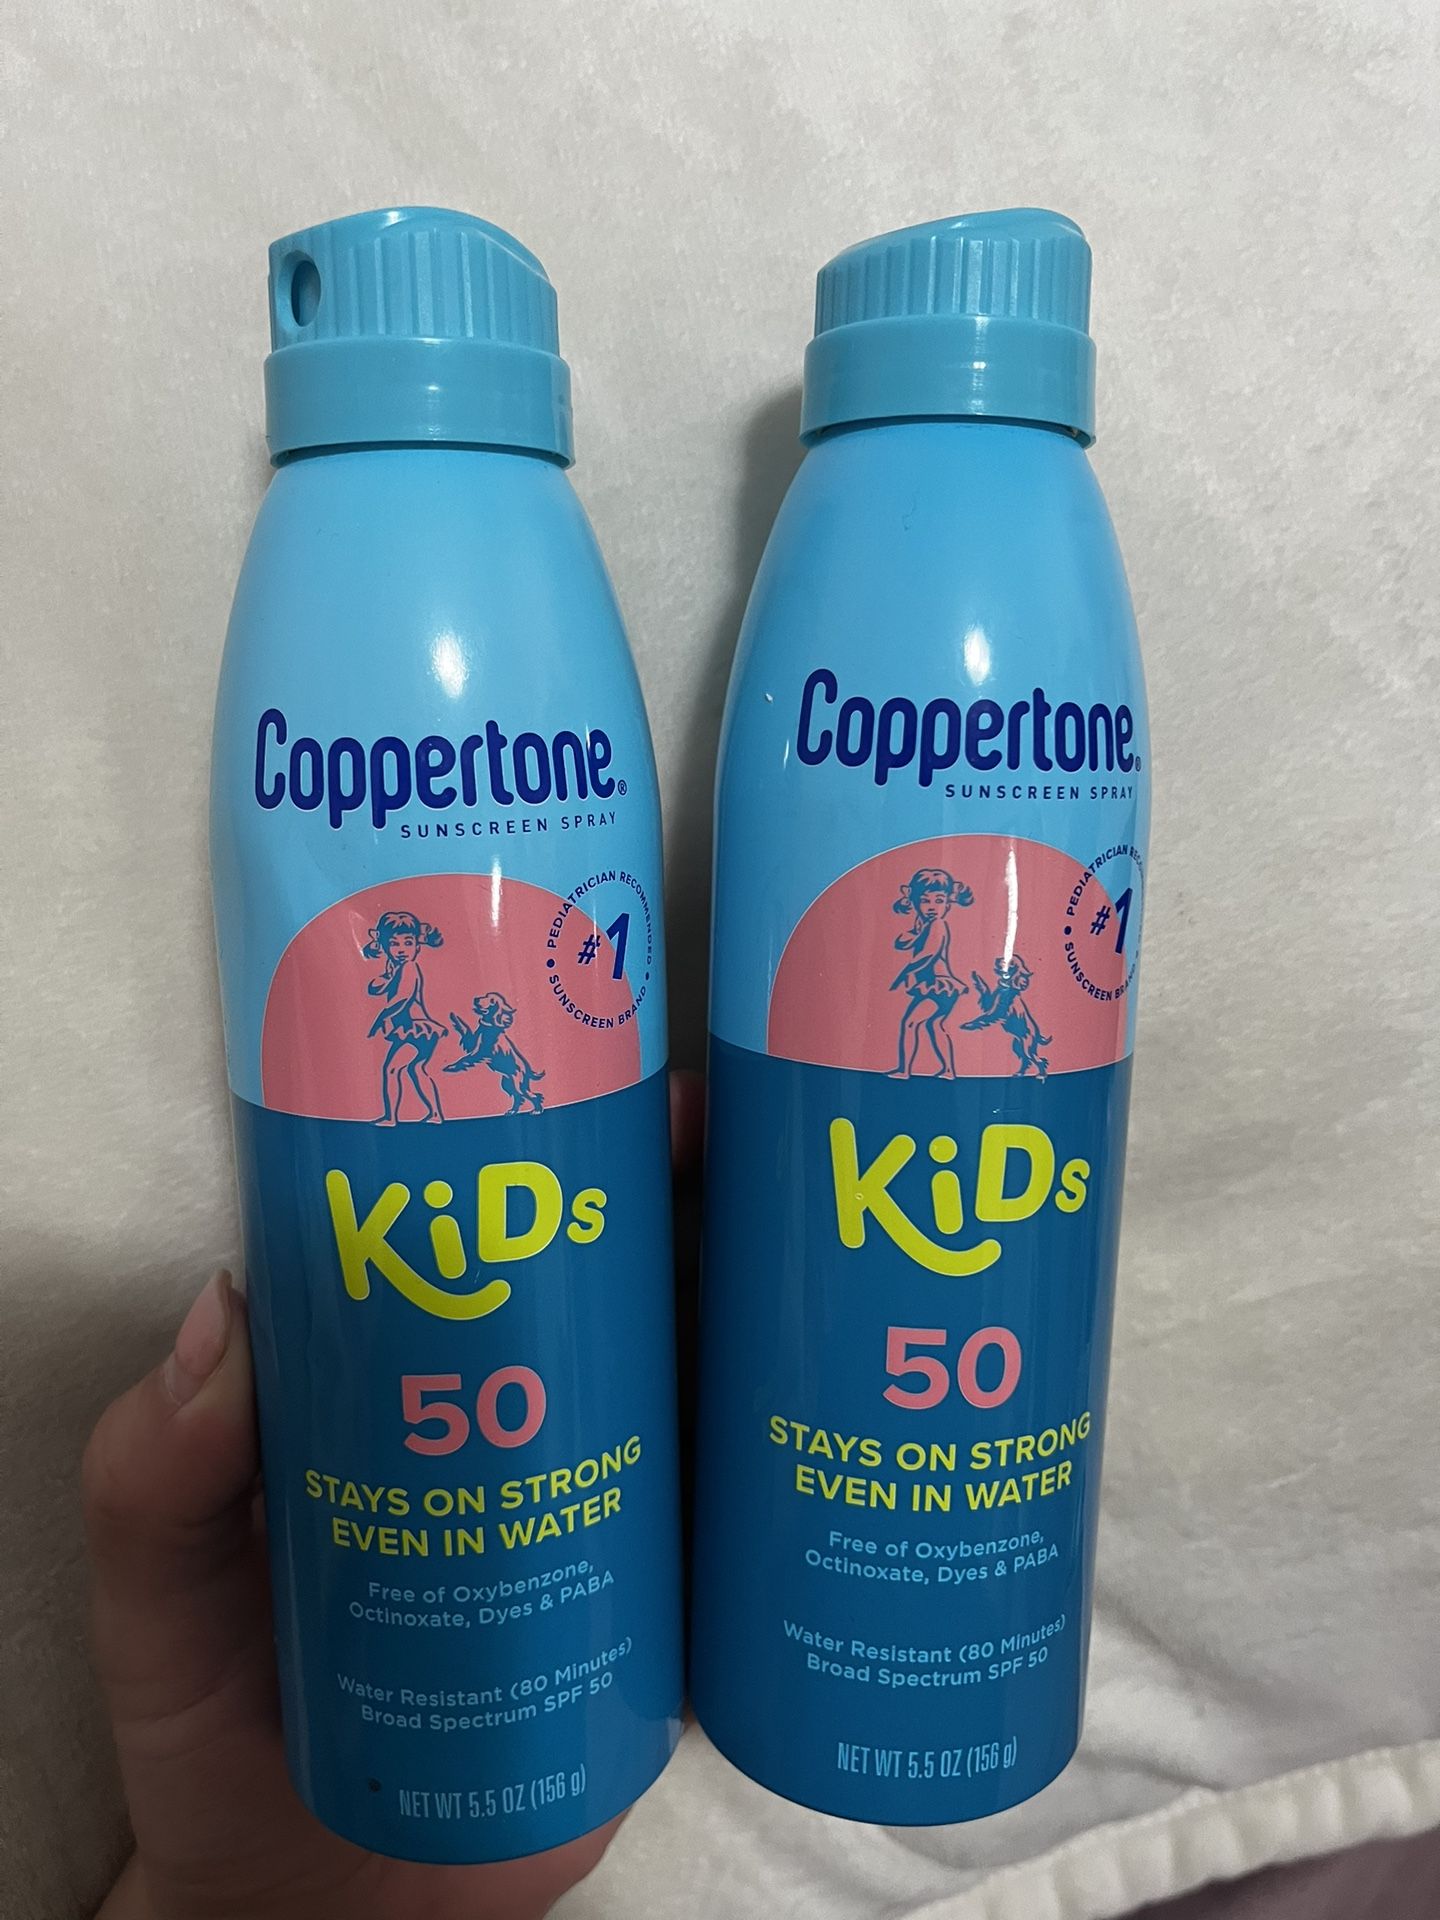 Coppertone®
SUNSCREEN SPRAY
PEDIATRICIAN RECOMMENDED
#1
• SUNSCREEN BRAND •
KiDs
50
STAYS ON STRONG
EVEN IN WATER
Free of Oxybenzone,
Octinoxate, Dyes & PABA
Water Resistant (80 Minutes)
Broad Spectrum SPF 50
NET WT 5.5 OZ (156 g)
Coppertone®
SUNSCREEN SPRAY
PEDIATRICIAN
#1
• SUNSCREEN
KiDs
50
STAYS ON STRONG
EVEN IN WATER
Free of Oxybenzone,
Octinoxate, Dyes & PABA
Water Resistant (80 Minutes)
Broad Spectrum SPF 50
NET WT 5.5 OZ (156 g)